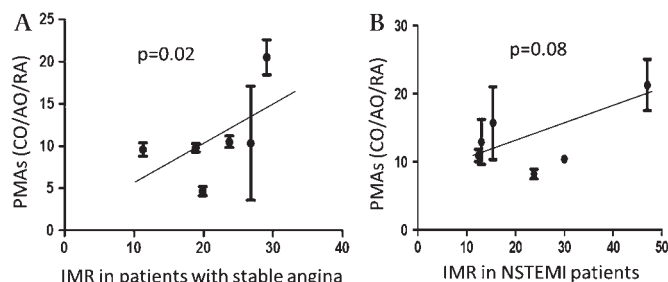 A
p=0.02
PMAs (CO/AO/RA)
25
20
15
10
5
0
0 10 20 30 40
IMR in patients with stable angina
B
p=0.08
PMAs (CO/AO/RA)
30
20
10
0
0 10 20 30 40 50
IMR in NSTEMI patients